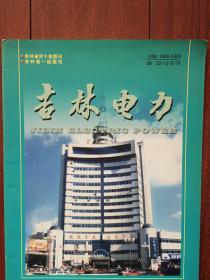 吉林省双十佳期刊
吉林省一级期刊
ISSN 1009-5306
CN 22-1318/TK
吉林电力
JILIN ELECTRIC POWER